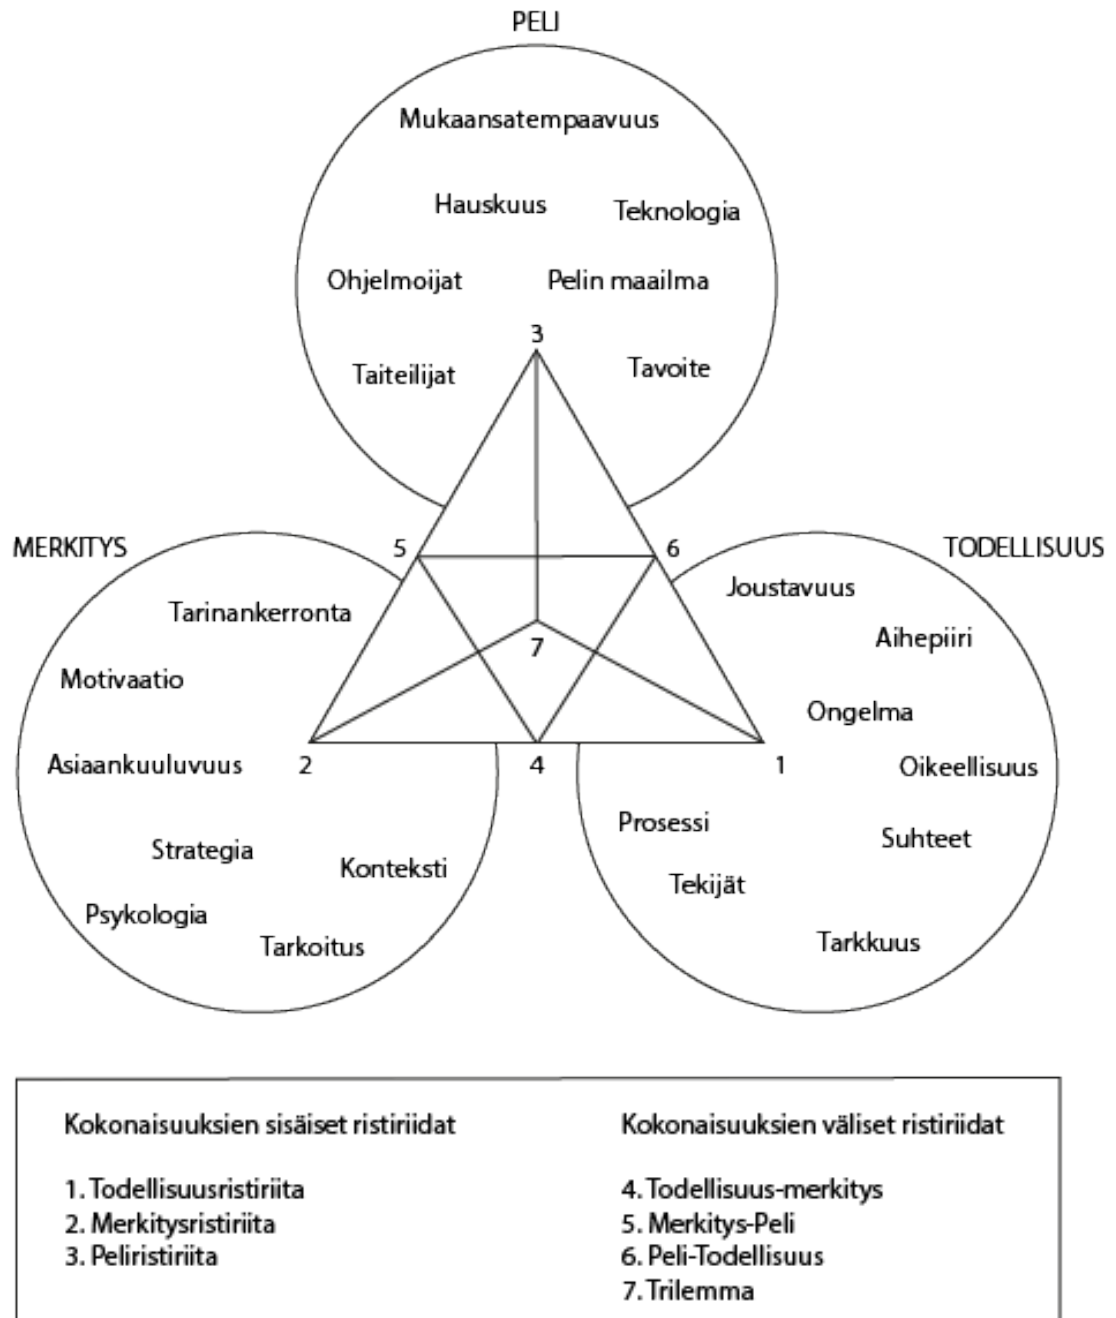 PELI
Mukaansatempaavuus
Hauskuus
Teknologia
Ohjelmoijat
Pelin maailma
3
Taiteilijat
Tavoite
MERKITYS
5
6
TODELLISUUS
Tarinankerronta
Joustavuus
Aihepiiri
7
Motivaatio
Ongelma
Asiaankuuluvuus
2
4
1
Oikeellisuus
Prosessi
Suhteet
Strategia
Konteksti
Tekijät
Psykologia
Tarkoitus
Tarkkuus
Kokonaisuuksien sisäiset ristiriidat
1. Todellisuusristiriita
2. Merkitysristiriita
3. Peliristiriita
Kokonaisuuksien väliset ristiriidat
4. Todellisuus-merkitys
5. Merkitys-Peli
6. Peli-Todellisuus
7. Trilemma